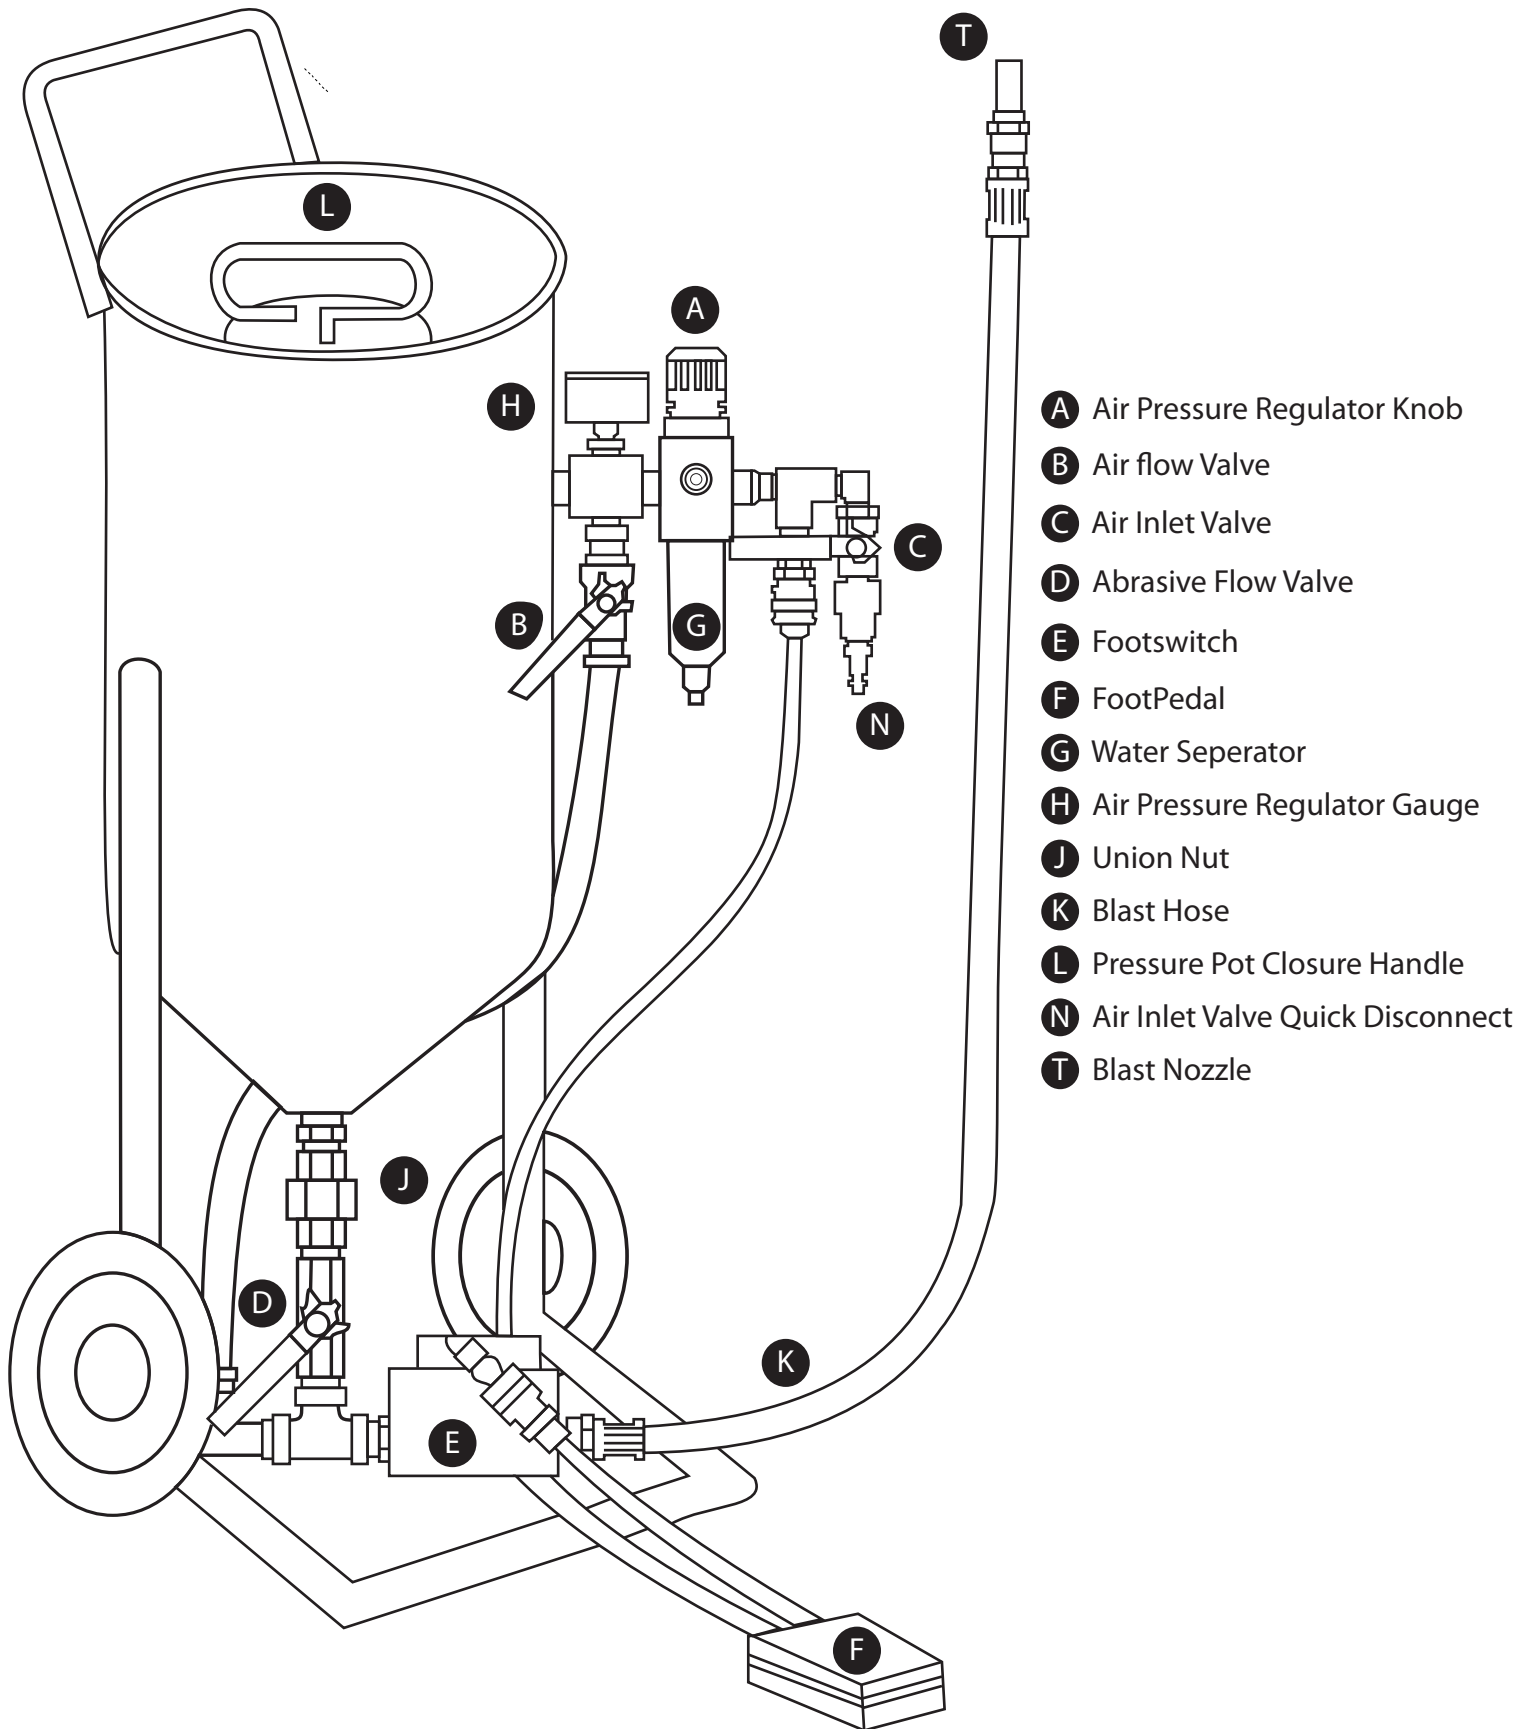 T
L
A
H
C
B
G
N
J
D
K
E
F
A Air Pressure Regulator Knob
B Air flow Valve
C Air Inlet Valve
D Abrasive Flow Valve
E Footswitch
F FootPedal
G Water Seperator
H Air Pressure Regulator Gauge
J Union Nut
K Blast Hose
L Pressure Pot Closure Handle
N Air Inlet Valve Quick Disconnect
T Blast Nozzle